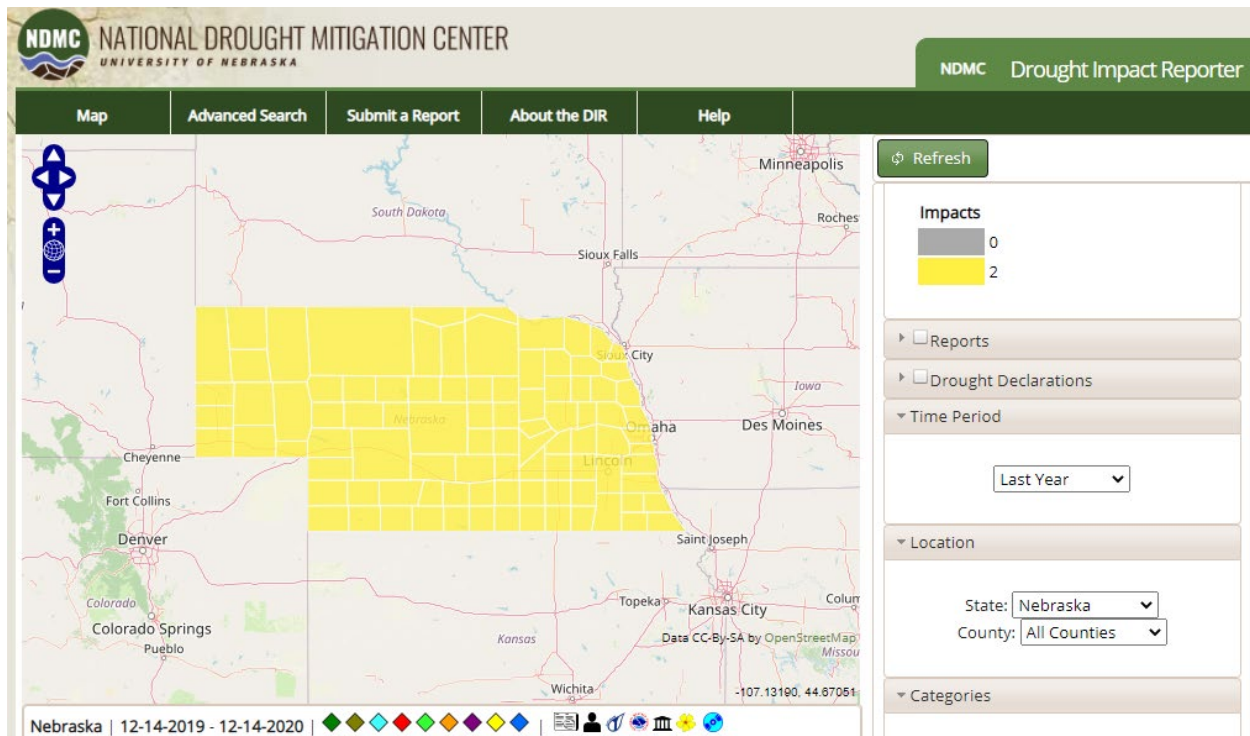 NDMC NATIONAL DROUGHT MITIGATION CENTER
UNIVERSITY OF NEBRASKA
NDMC Drought Impact Reporter
Map Advanced Search Submit a Report About the DIR Help
Refresh
Minneapolis
South Dakota
Roches
Sioux Falls
Sioux City
Iowa
Nebraska
Omaha
Des Moines
Lincoln
Cheyenne
Fort Collins
Denver
Saint Joseph
Colorado
Colorado Springs
Topeka
Kansas City
Colum
Pueblo
Kansas
Data CC-By-SA by OpenStreetMap
Missou
Wichita
-107.13190, 44.67051
Nebraska | 12-14-2019 - 12-14-2020 | |
Impacts
0
2
Reports
Drought Declarations
Time Period
Last Year
Location
State: Nebraska
County: All Counties
Categories